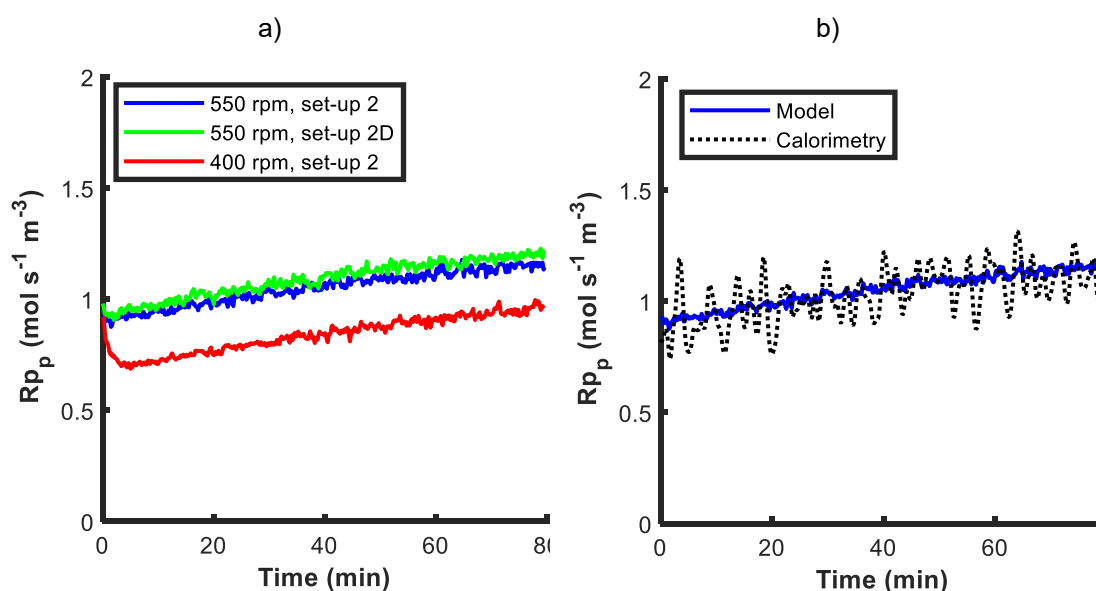 a)
2
1.5
1
0.5
0
0
20
40
60
80
Rp_p (mol s^-1 m^-3)
Time (min)
550 rpm, set-up 2
550 rpm, set-up 2D
400 rpm, set-up 2
b)
2
1.5
1
0.5
0
0
20
40
60
Rp_p (mol s^-1 m^-3)
Time (min)
Model
Calorimetry